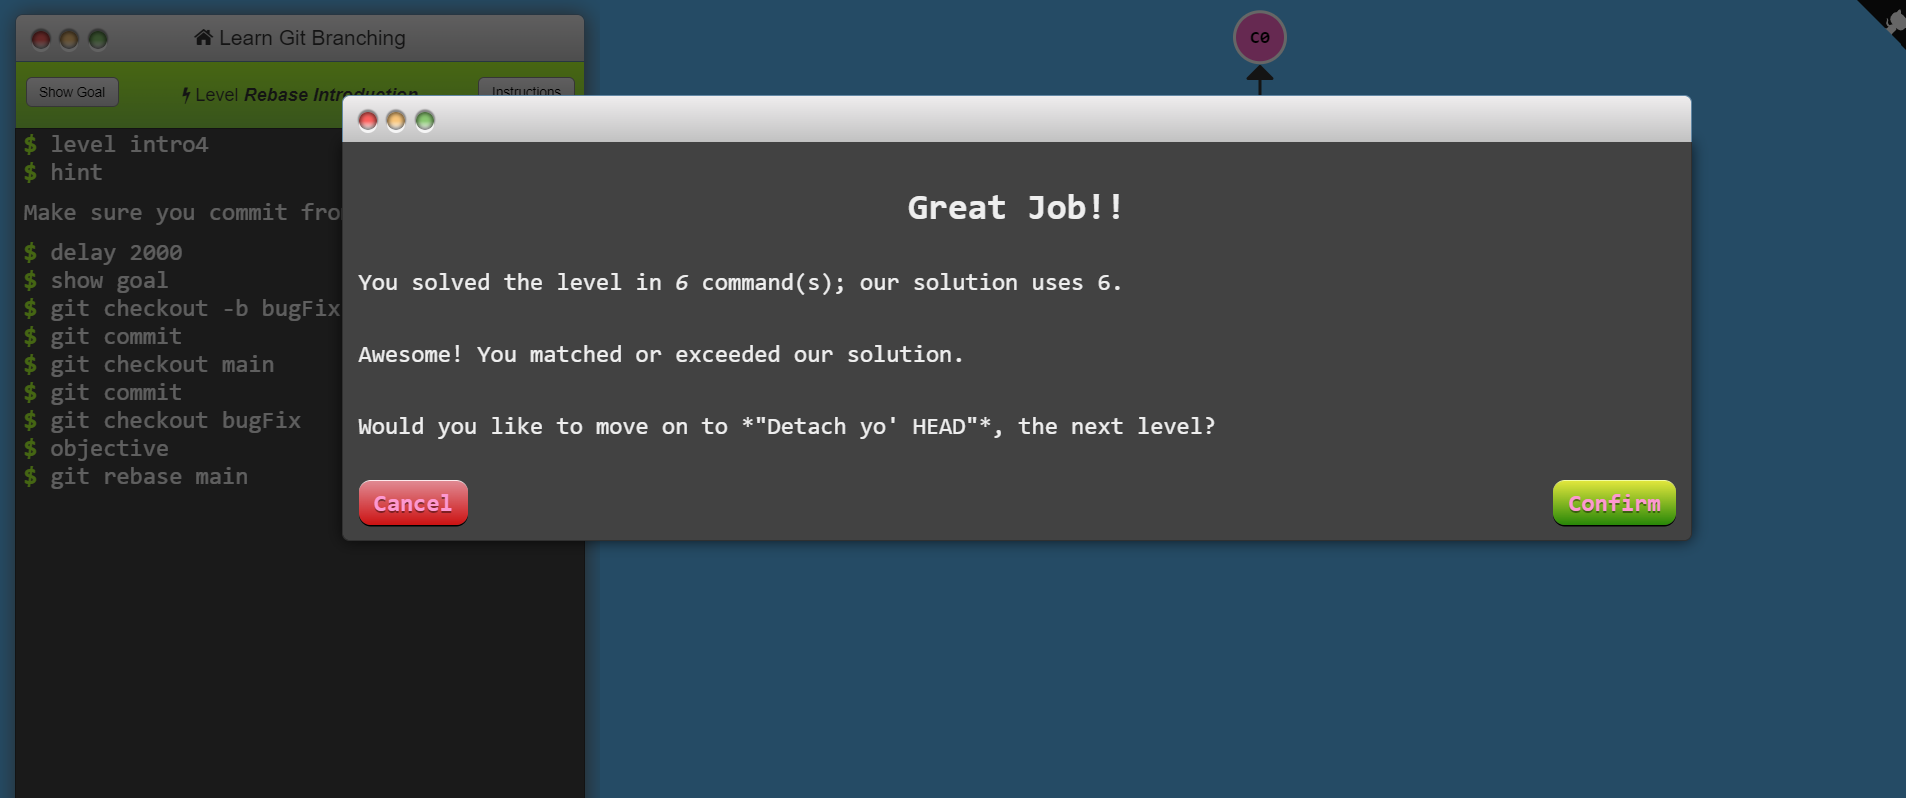 Learn Git Branching
C0
Show Goal
Level Rebase Introduction
Instructions
$ level intro4
$ hint
Make sure you commit from
$ delay 2000
$ show goal
$ git checkout -b bugFix
$ git commit
$ git checkout main
$ git commit
$ git checkout bugFix
$ objective
$ git rebase main
Great Job!!
You solved the level in 6 command(s); our solution uses 6.
Awesome! You matched or exceeded our solution.
Would you like to move on to *"Detach yo' HEAD"*, the next level?
Cancel
Confirm